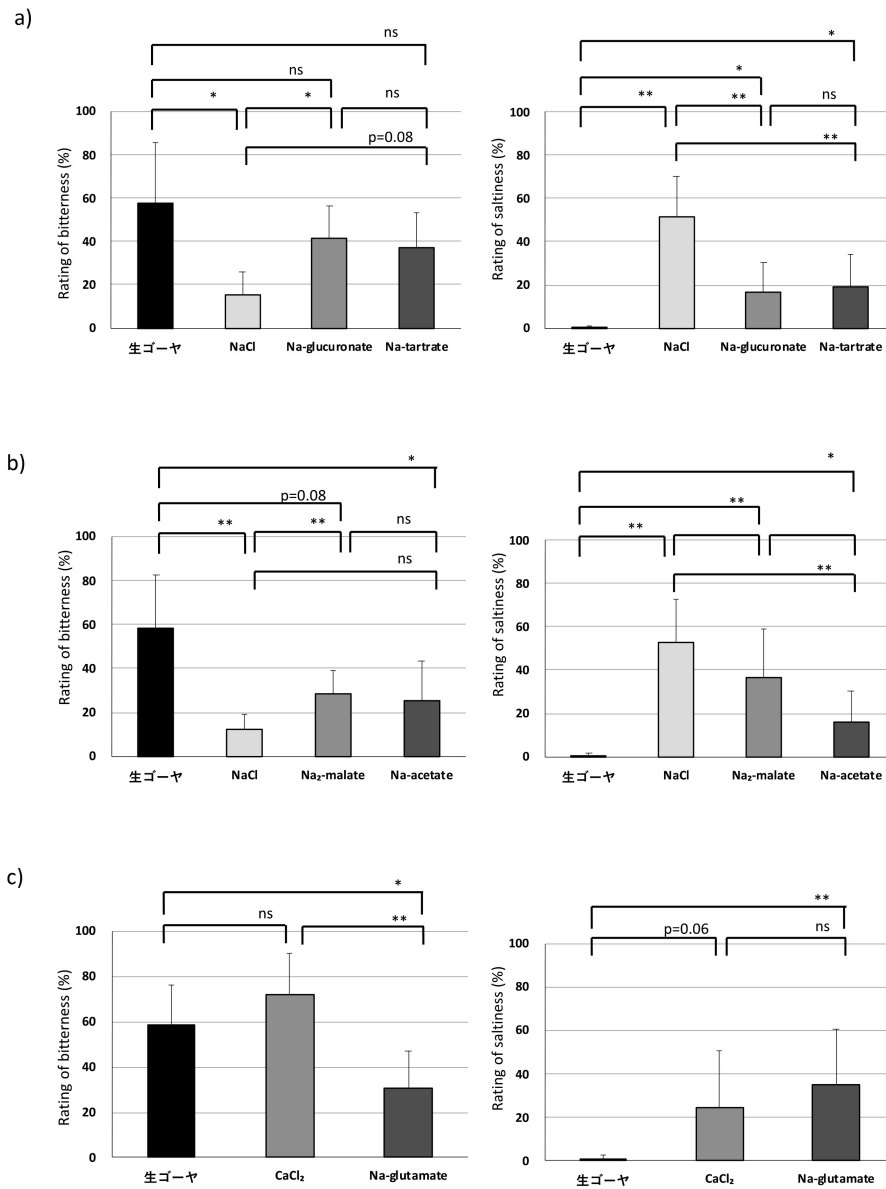 a)
ns
ns
* * ns
p=0.08
Rating of bitterness (%)
100
80
60
40
20
0
生ゴーヤ NaCl Na-glucuronate Na-tartrate
*
*
** ** ns
**
Rating of saltiness (%)
100
80
60
40
20
0
生ゴーヤ NaCl Na-glucuronate Na-tartrate
b)
*
p=0.08
** ** ns
ns
Rating of bitterness (%)
100
80
60
40
20
0
生ゴーヤ NaCl Na₂-malate Na-acetate
*
**
**
**
Rating of saltiness (%)
100
80
60
40
20
0
生ゴーヤ NaCl Na₂-malate Na-acetate
c)
*
ns **
Rating of bitterness (%)
100
80
60
40
20
0
生ゴーヤ CaCl₂ Na-glutamate
**
p=0.06 ns
Rating of saltiness (%)
100
80
60
40
20
0
生ゴーヤ CaCl₂ Na-glutamate